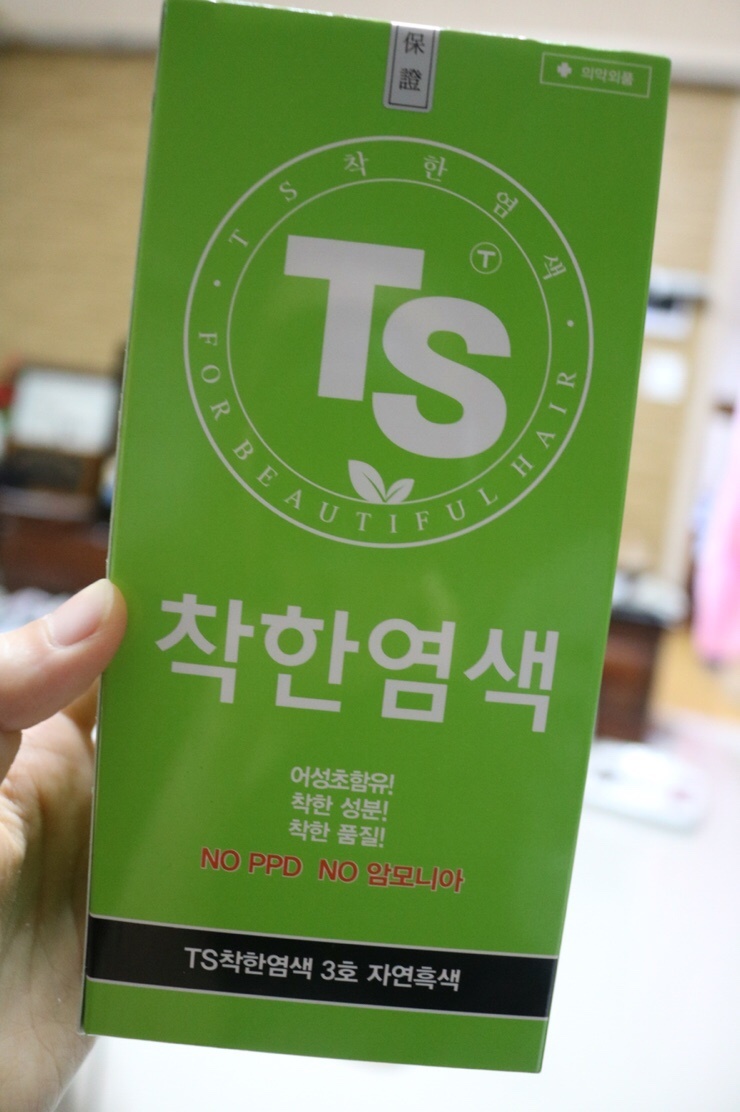 保
證
의약외품
TS착한염색
T
TS
FOR BEAUTIFUL HAIR
착한염색
어성초함유!
착한 성분!
착한 품질!
NO PPD NO 암모니아
TS착한염색 3호 자연흑색